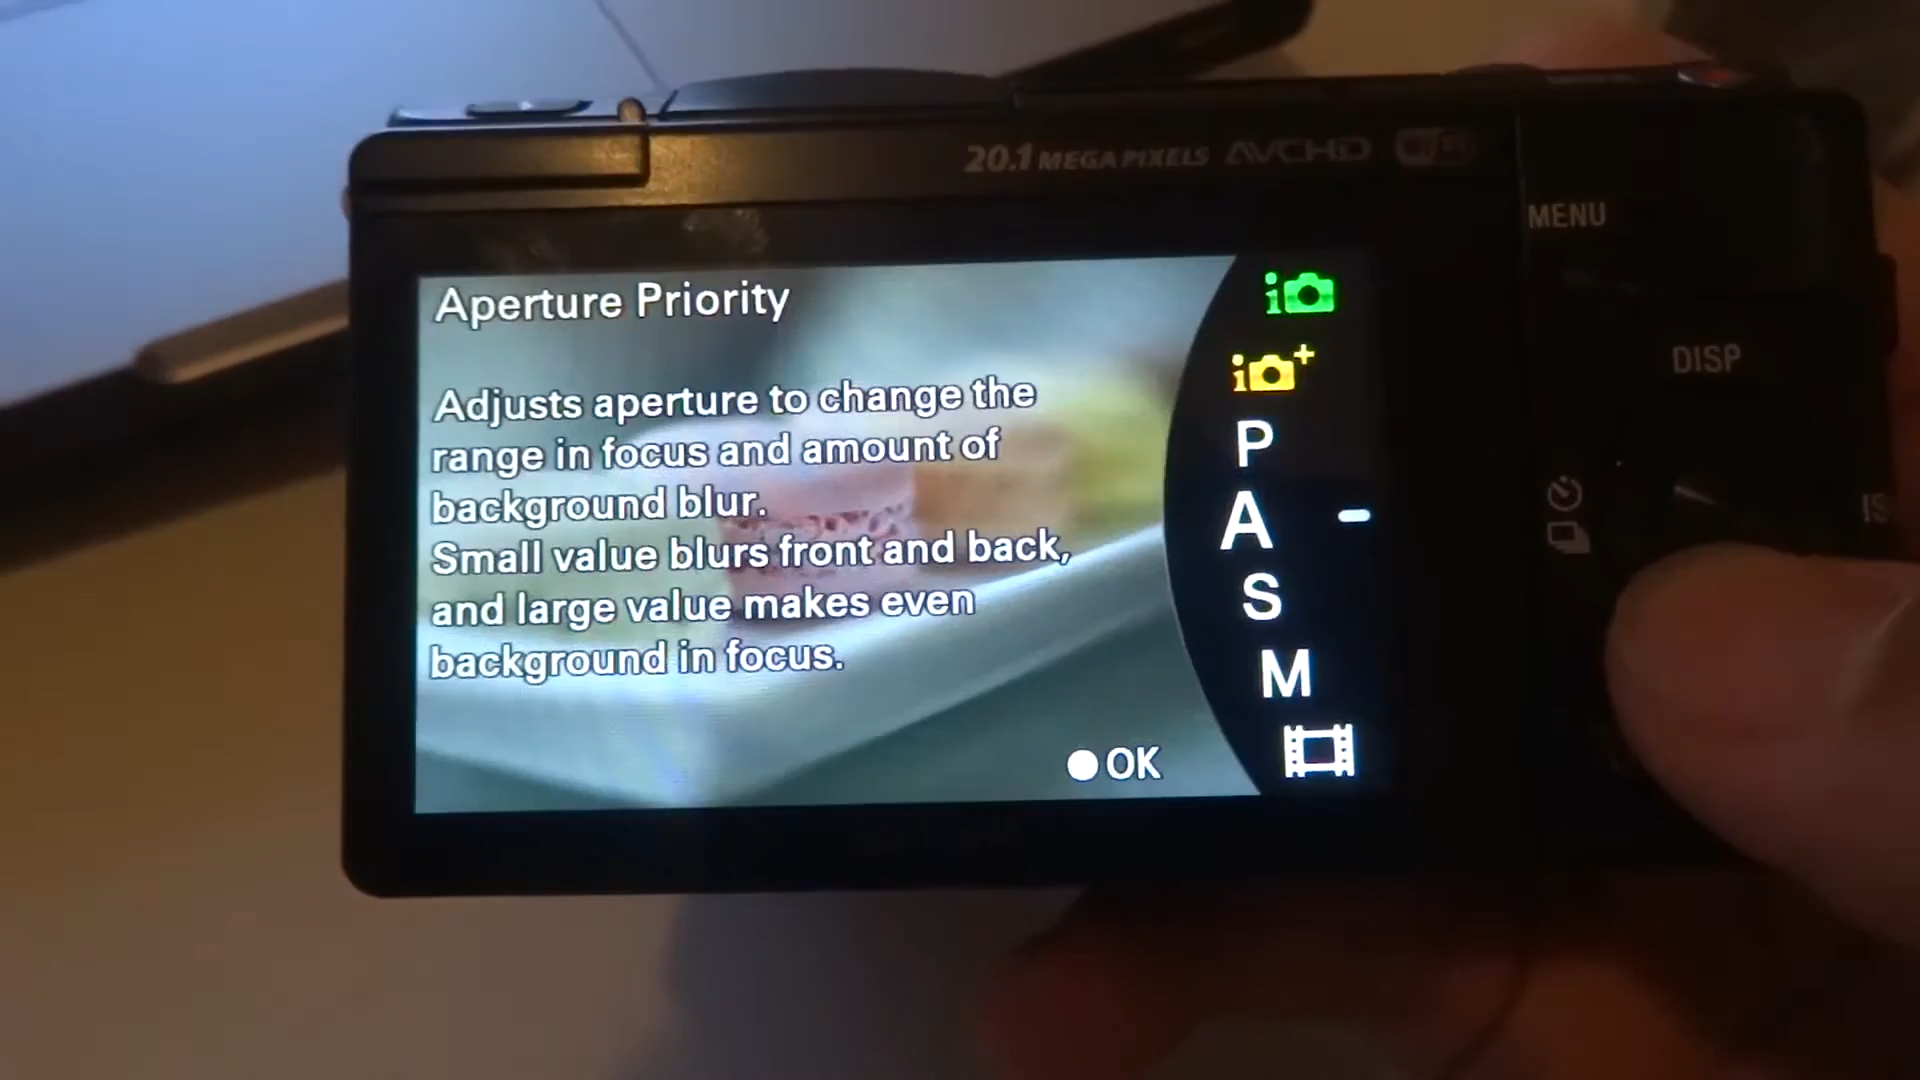 20.1 MEGA PIXELS AVCHD
MENU
DISP
Aperture Priority
Adjusts aperture to change the
range in focus and amount of
background blur.
Small value blurs front and back,
and large value makes even
background in focus.
OK
i
i+
P
A
S
M